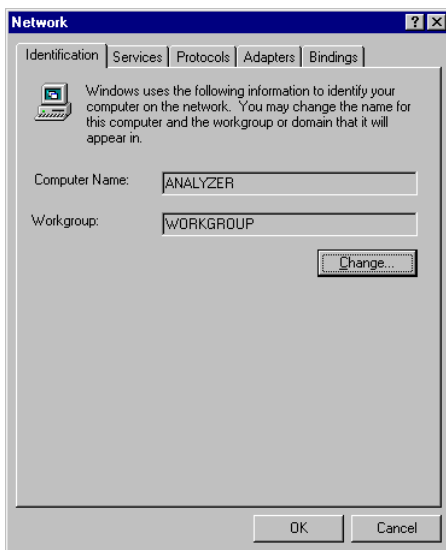 Network
Identification Services Protocols Adapters Bindings
Windows uses the following information to identify your
computer on the network. You may change the name for
this computer and the workgroup or domain that it will
appear in.
Computer Name: ANALYZER
Workgroup: WORKGROUP
Change...
OK Cancel